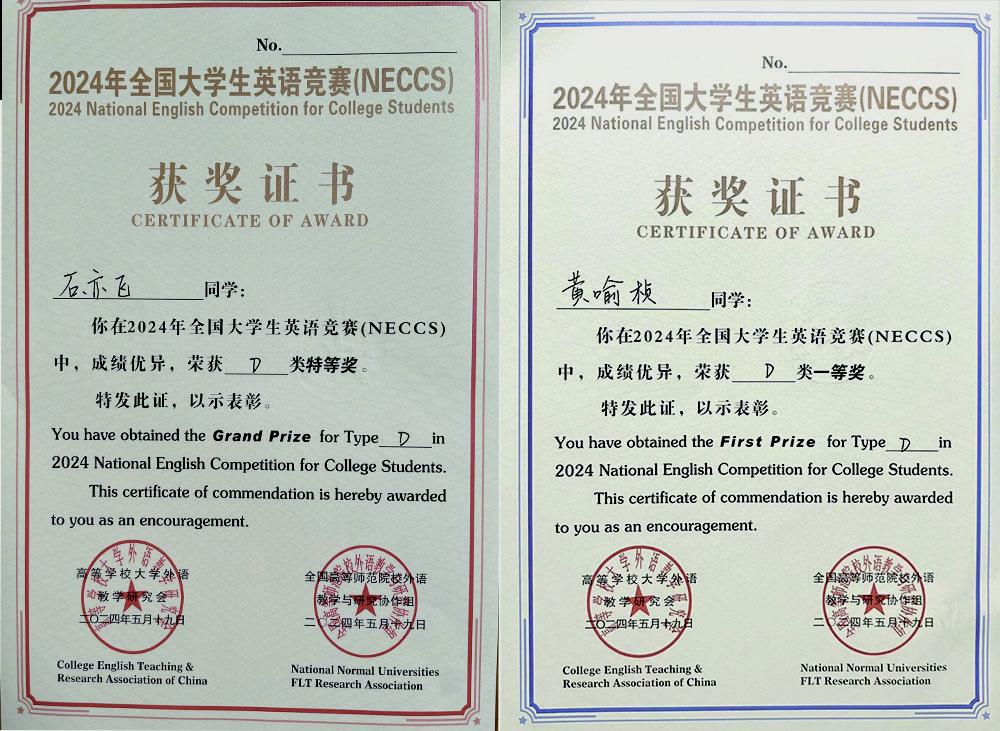 No.
2024年全国大学生英语竞赛(NECCS)
2024 National English Competition for College Students
获奖证书
CERTIFICATE OF AWARD
石亦飞 同学：
你在2024年全国大学生英语竞赛(NECCS)
中，成绩优异，荣获 D 类特等奖。
特发此证，以示表彰。
You have obtained the Grand Prize for Type D in
2024 National English Competition for College Students.
This certificate of commendation is hereby awarded
to you as an encouragement.
高等学校大学外语
教学研究会
二〇二四年五月十九日
College English Teaching &
Research Association of China
全国高等师范院校外语
教学与研究协作组
二〇二四年五月十九日
National Normal Universities
FLT Research Association
No.
2024年全国大学生英语竞赛(NECCS)
2024 National English Competition for College Students
获奖证书
CERTIFICATE OF AWARD
黄喻桢 同学：
你在2024年全国大学生英语竞赛(NECCS)
中，成绩优异，荣获 D 类一等奖。
特发此证，以示表彰。
You have obtained the First Prize for Type D in
2024 National English Competition for College Students.
This certificate of commendation is hereby awarded
to you as an encouragement.
高等学校大学外语
教学研究会
二〇二四年五月十九日
College English Teaching &
Research Association of China
全国高等师范院校外语
教学与研究协作组
二〇二四年五月十九日
National Normal Universities
FLT Research Association